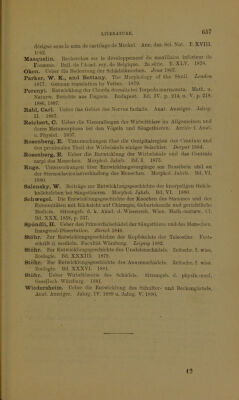 LITERATURE. 657
dérigés sous le nom de cartilage de Meckel. Ann. des Sci. Nat. T. XVIII.
1862.
Magquelin. Recherches sur le développement du maxillaire inférieur de
l'homme. Bull. de l'Acad. roy. de Belgique. 2e série. T. XLV. 1878.
Oken. Ueber die Bedeutung der Schädelknochen. Jena 1807.
Parker, W. K., and Bettany. The Morphology of the Skull. London
1877. German translation by Vetter. 1879.
Perenyi. Entwicklung der Chorda dorsalis bei Torpedo marmorata. Math. u.
Naturw. Berichte aus Ungarn. Budapest. Bd. IV. p. 214. u. V. p. 218.
1886, 1887.
Rabl, Carl. Ueber das Gebiet des Nervus facialis. Anat. Anzeiger. Jahrg.
II. 1887.
Reichert, C. Ueber die Visceralbogen der Wirbelthiere im Allgemeinen und
deren Metamorphose bei den Vögeln und Säugethieren. Archiv f. Anat.
u. Physiol. 1837.
Rosenberg, E. Untersuchungen über die Occipitalregion des Cranium und
den proximalen Theil der Wirbelsäule einiger Selachier. Dorpat 1884.
Rosenberg, E. Ueber die Entwicklung der Wirbelsäule und das Centrale
carpi des Menschen. Morphol. Jahrb. Bd. I. 1875.
Ruge. Untersuchungen über Entwicklungsvorgänge am Brustbein und an
der Sternoclavicularverbindung des Menschen. Morphol. Jahrb. Bd. VI.
1880.
Salensky, W. Beiträge zur Entwicklungsgeschichte der knorpeligen Gehör-
knöchelchen bei Säugethieren. Morphol. Jahrb. Bd. VI. 1880.
Schwegel. Die Entwicklungsgeschichte der Knochen des Stammes und der
Extremitäten mit Rücksicht auf Chirurgie, Geburtskunde und gerichtliche
Medicin. Sitzungsb. d. k. Akad. d. Wissensch. Wien. Math.-naturw. Cl.
Bd. XXX. 1858, p. 337.
Spöndli, H. Ueber den Primordialschädel der Säugethiere und des Menschen.
Inaugural-Dissertation. Zürich 1846.
Stöhr. Zur Entwicklungsgeschichte des Kopfskelets der Teleostier. Fest-
schrift d. medicin. Facultät Würzburg. Leipzig 1882.
Stöhr. Zur Entwicklungsgeschichte des Urodelenschädels. Zeitschr. f. wiss.
Zoologie. Bd. XXXIII. 1879.
Stöhr. Zur Entwicklungsgeschichte des Anurenschädels. Zeitschr. f. wiss.
Zoologie. Bd. XXXVI. 1881.
Stöhr. Ueber Wirbeltheorie des Schädels. Sitzungsb. d. physic.-med.
Gesellsch. Würzburg. 1881.
Wiedersheim. Ueber die Entwicklung des Schulter- und Beckengürtels.
Anat. Anzeiger. Jahrg. IV. 1889 u. Jahrg. V. 1890.
42